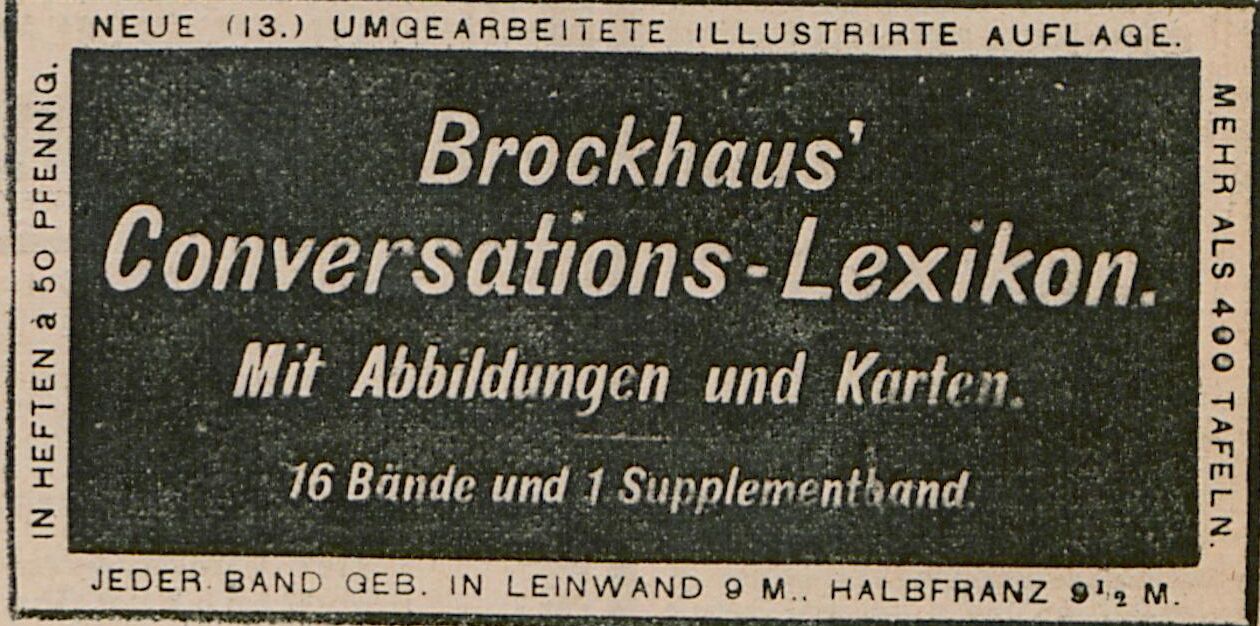 NEUE (13.) UMGEARBEITETE ILLUSTRIRTE AUFLAGE.
IN HEFTEN à 50 PFENNIG.
Brockhaus'
Conversations-Lexikon.
Mit Abbildungen und Karten.
16 Bände und 1 Supplementband.
MEHR ALS 400 TAFELN.
JEDER BAND GEB. IN LEINWAND 9 M., HALBFRANZ 9½ M.